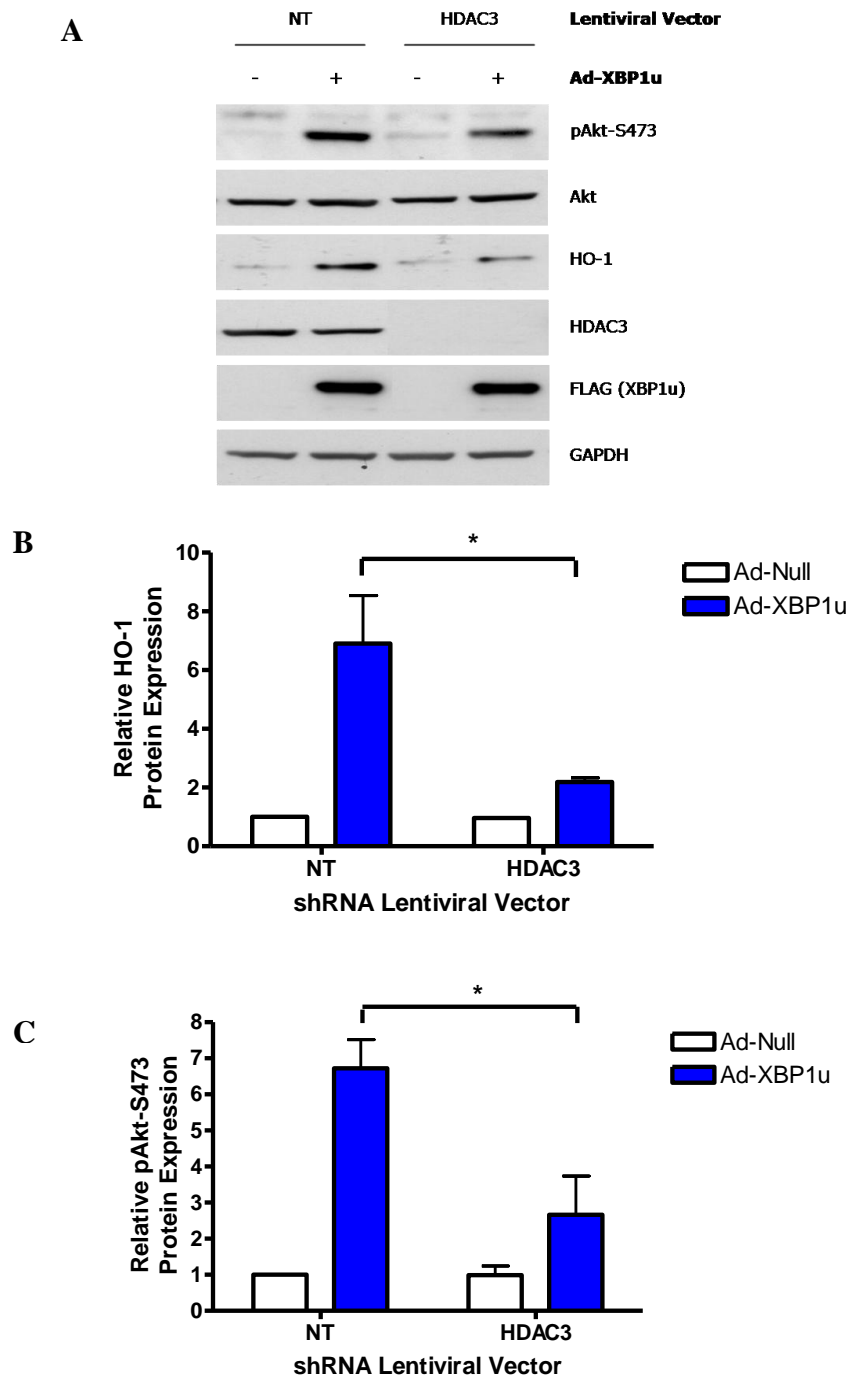 A
NT HDAC3 Lentiviral Vector
- + - + Ad-XBP1u
pAkt-S473
Akt
HO-1
HDAC3
FLAG (XBP1u)
GAPDH
B
Relative HO-1
Protein Expression
10
8
6
4
2
0
*
Ad-Null
Ad-XBP1u
NT HDAC3
shRNA Lentiviral Vector
C
Relative pAkt-S473
Protein Expression
8
7
6
5
4
3
2
1
0
*
Ad-Null
Ad-XBP1u
NT HDAC3
shRNA Lentiviral Vector